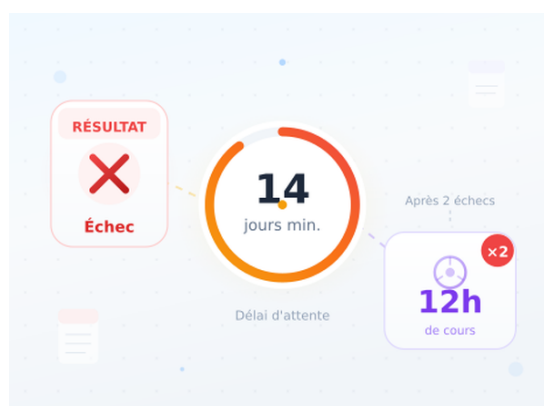 RÉSULTAT
Échec
14
jours min.
Délai d'attente
Après 2 échecs
×2
12h
de cours